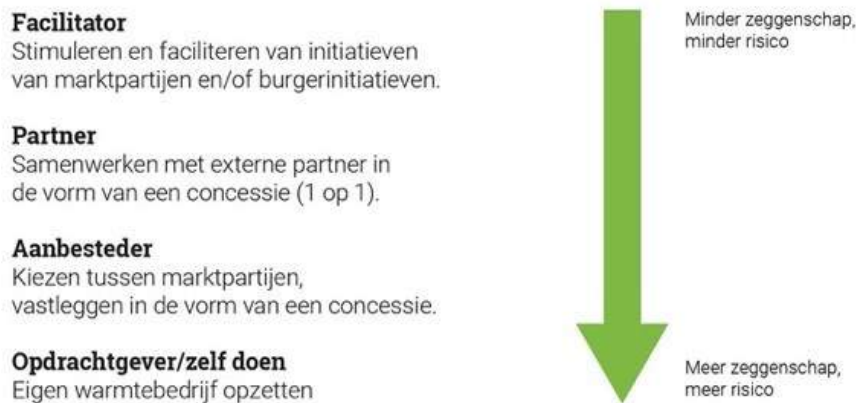 Facilitator
Stimuleren en faciliteren van initiatieven
van marktpartijen en/of burgerinitiatieven.
Partner
Samenwerken met externe partner in
de vorm van een concessie (1 op 1).
Aanbesteder
Kiezen tussen marktpartijen,
vastleggen in de vorm van een concessie.
Opdrachtgever/zelf doen
Eigen warmtebedrijf opzetten
Minder zeggenschap,
minder risico
Meer zeggenschap,
meer risico